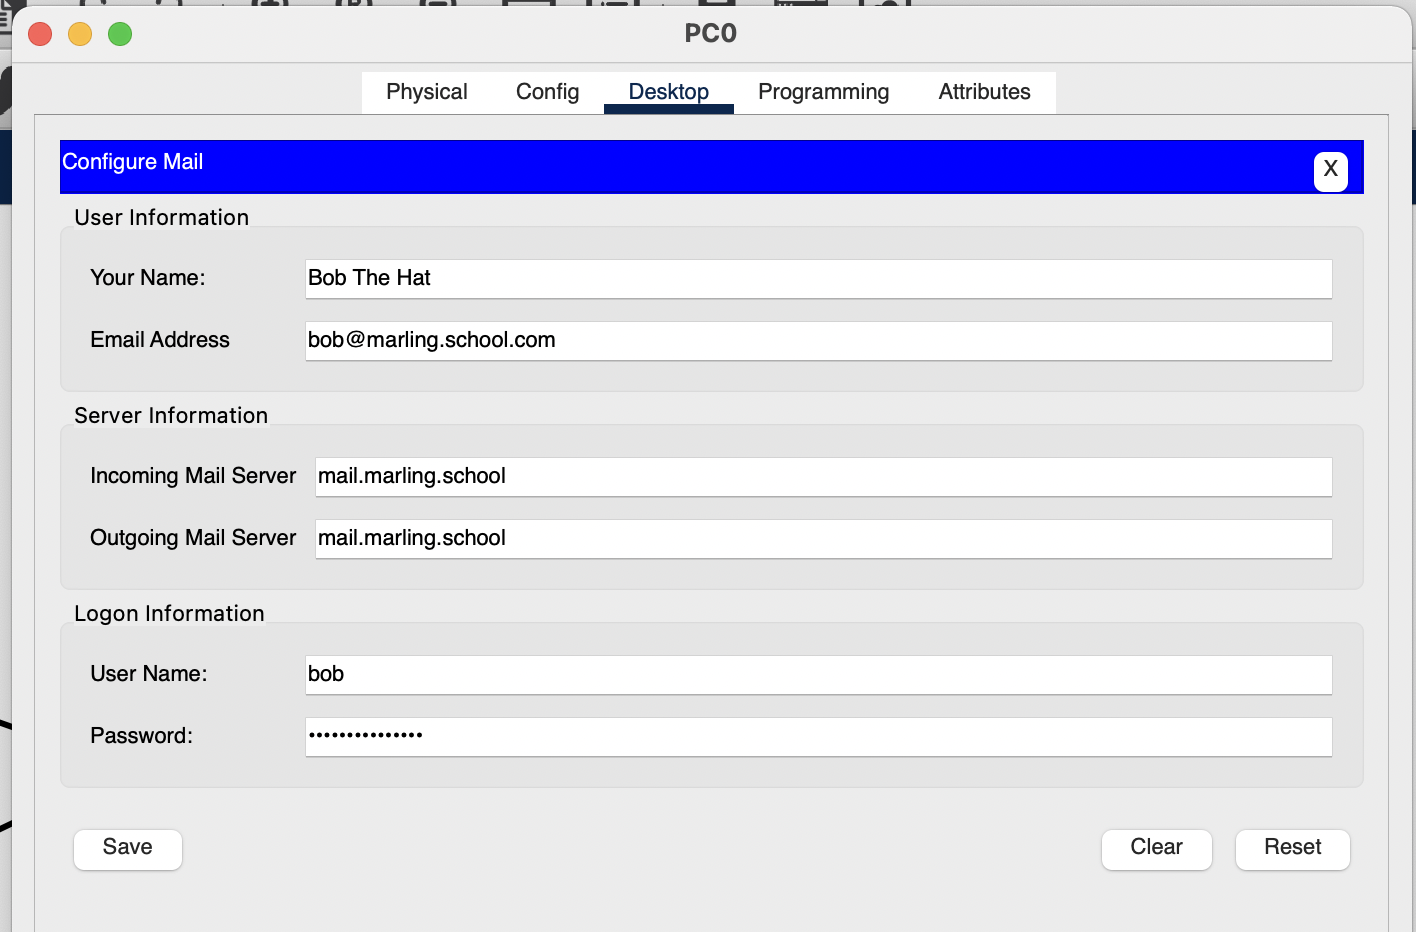 PC0
Physical Config Desktop Programming Attributes
Configure Mail X
User Information
Your Name: Bob The Hat
Email Address bob@marling.school.com
Server Information
Incoming Mail Server mail.marling.school
Outgoing Mail Server mail.marling.school
Logon Information
User Name: bob
Password: •••••••••••••••
Save Clear Reset